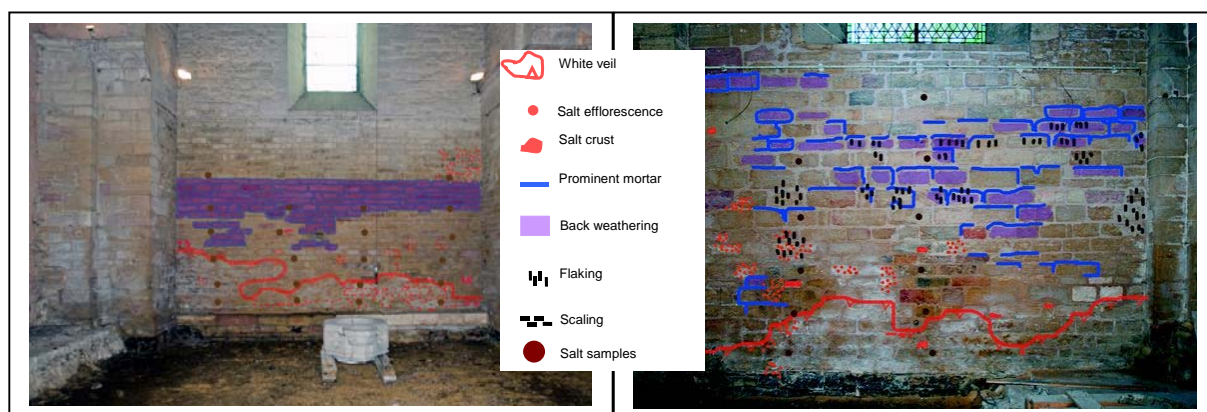 White veil
Salt efflorescence
Salt crust
Prominent mortar
Back weathering
Flaking
Scaling
Salt samples